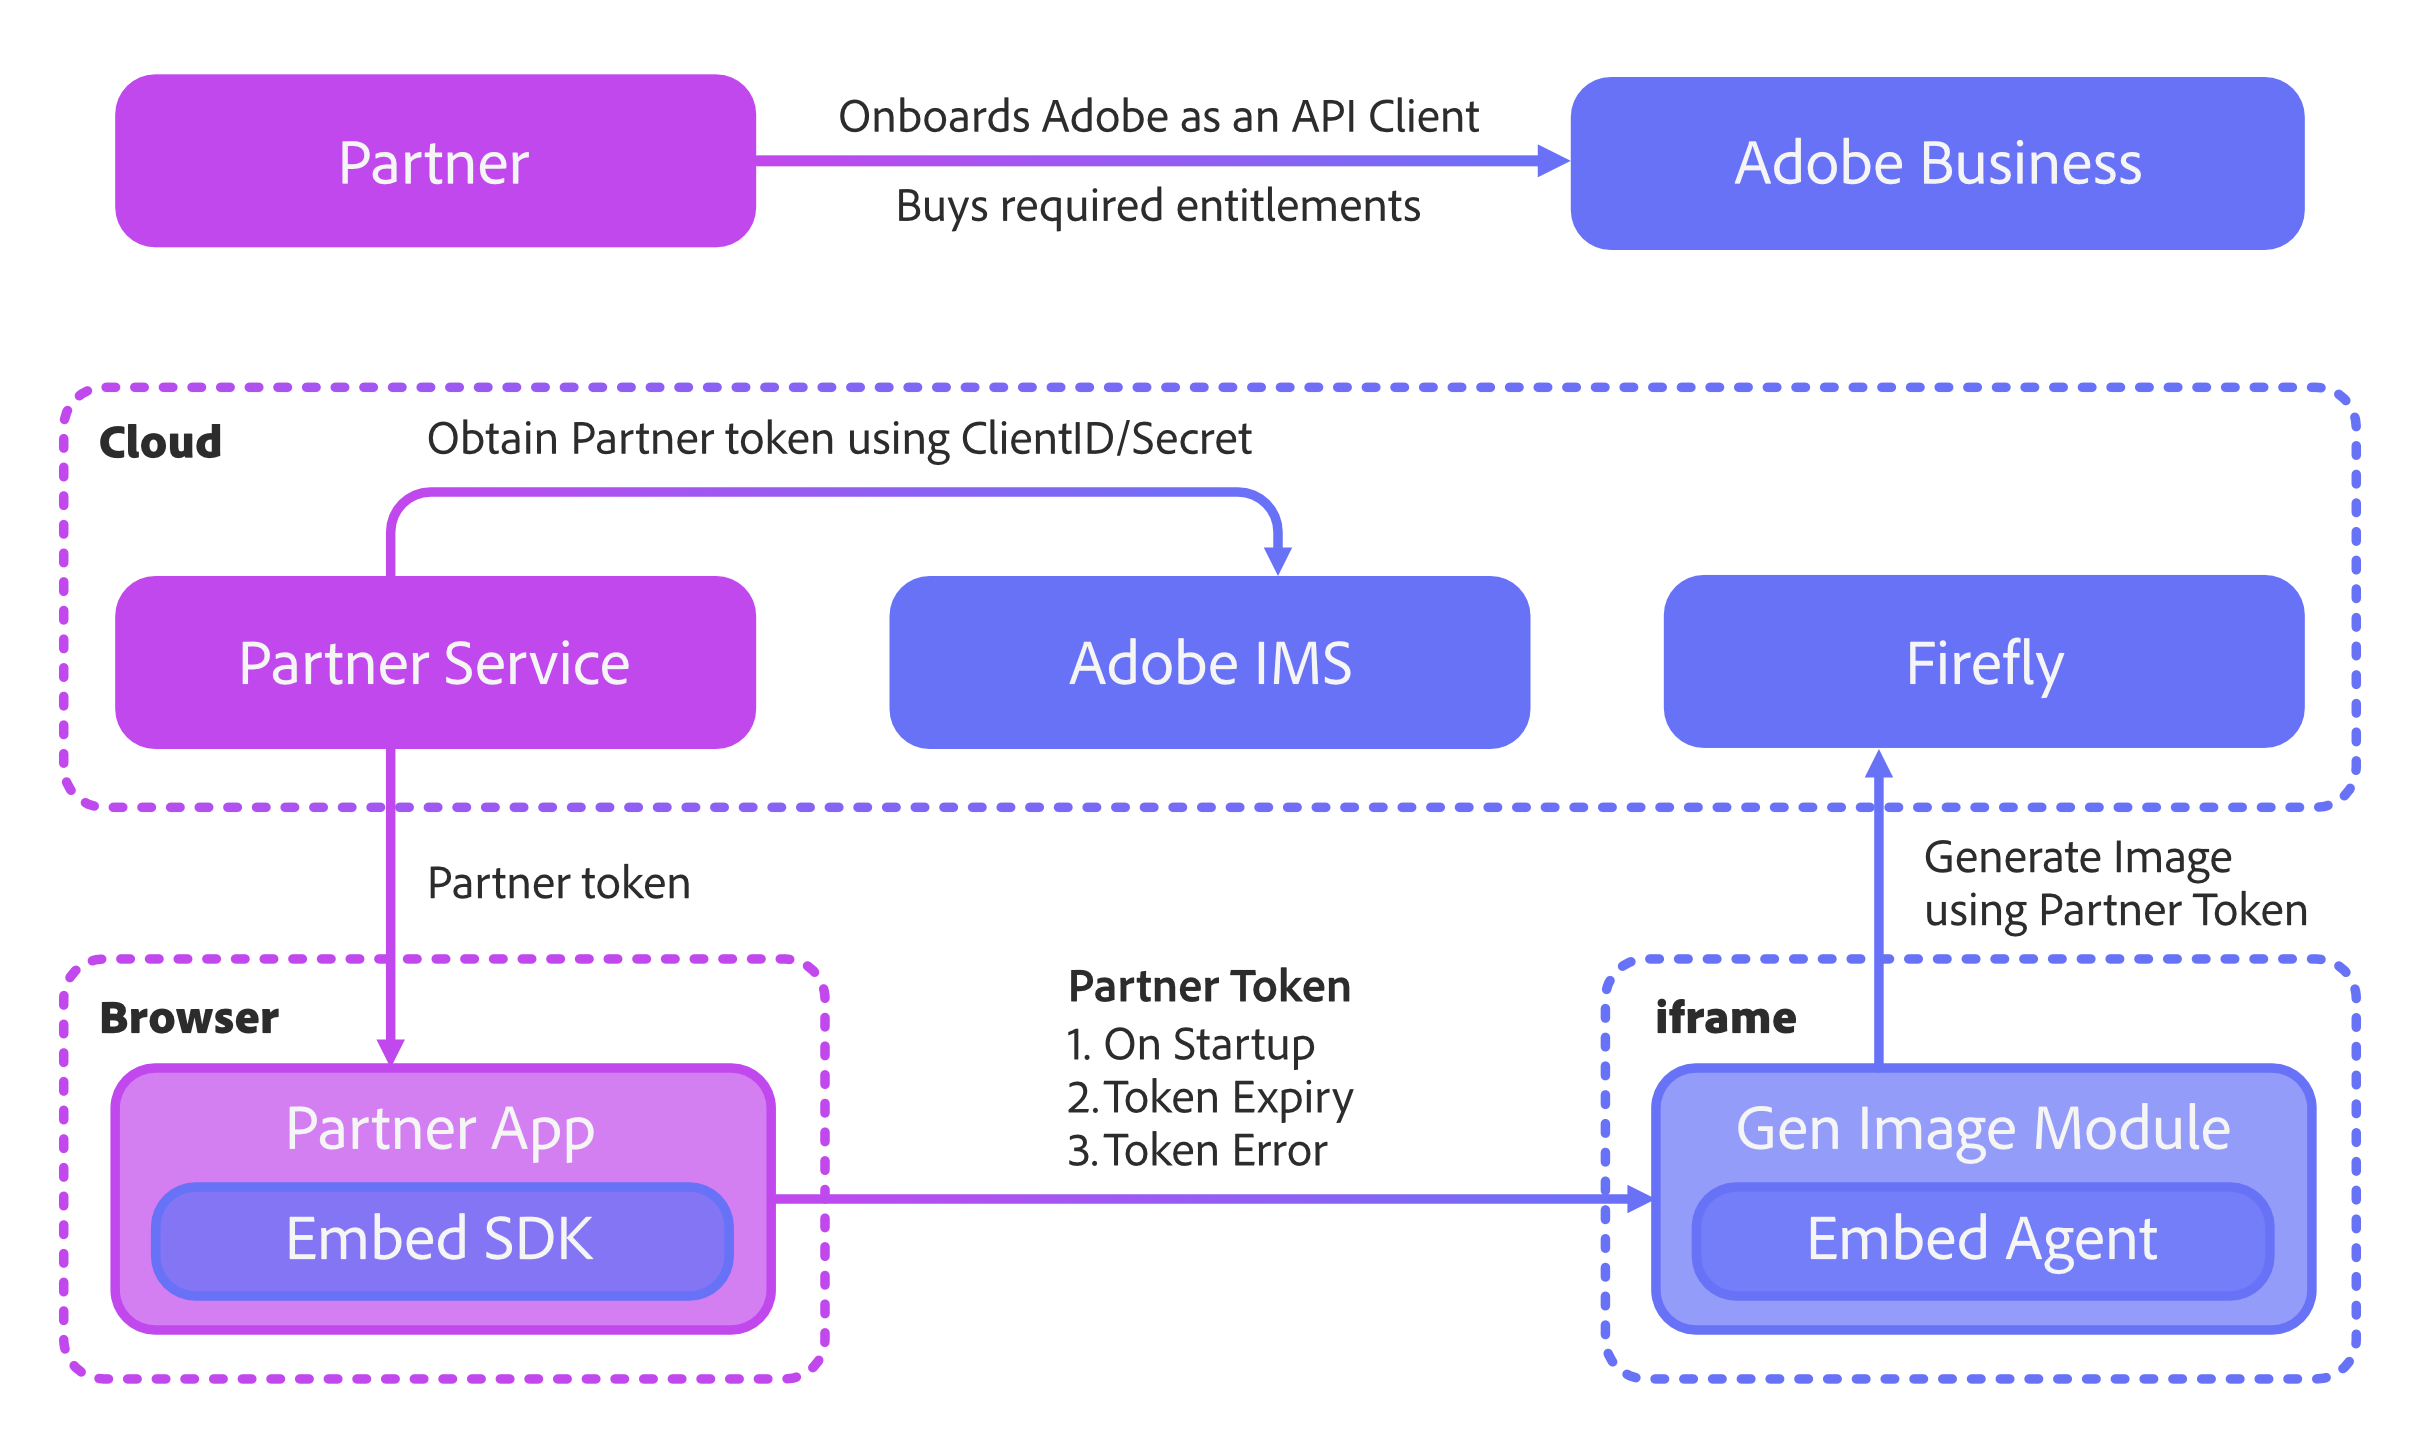 Partner
Onboards Adobe as an API Client
Buys required entitlements
Adobe Business
Cloud
Obtain Partner token using ClientID/Secret
Partner Service
Adobe IMS
Firefly
Partner token
Generate Image
using Partner Token
Browser
Partner App
Embed SDK
Partner Token
1. On Startup
2. Token Expiry
3. Token Error
iframe
Gen Image Module
Embed Agent